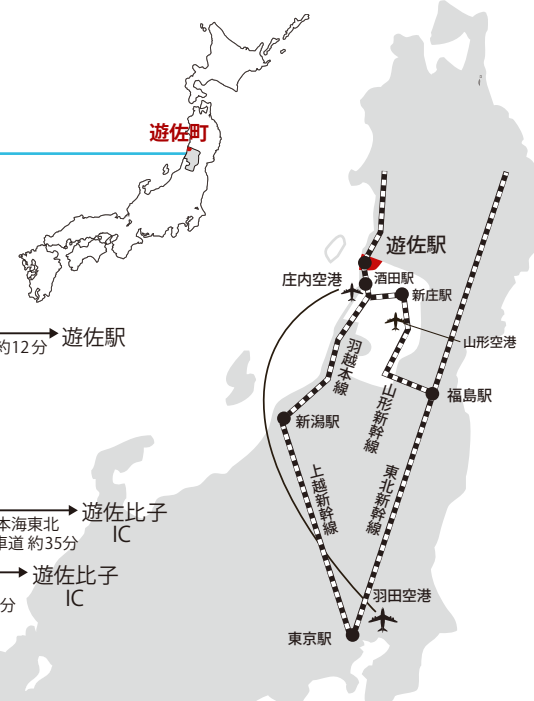 遊佐町
遊佐駅
酒田駅
庄内空港
新庄駅
約12分
遊佐駅
山形空港
羽越本線
山形新幹線
福島駅
新潟駅
上越新幹線
東北新幹線
本海東北
車道 約35分
遊佐比子
IC
遊佐比子
IC
分
羽田空港
東京駅